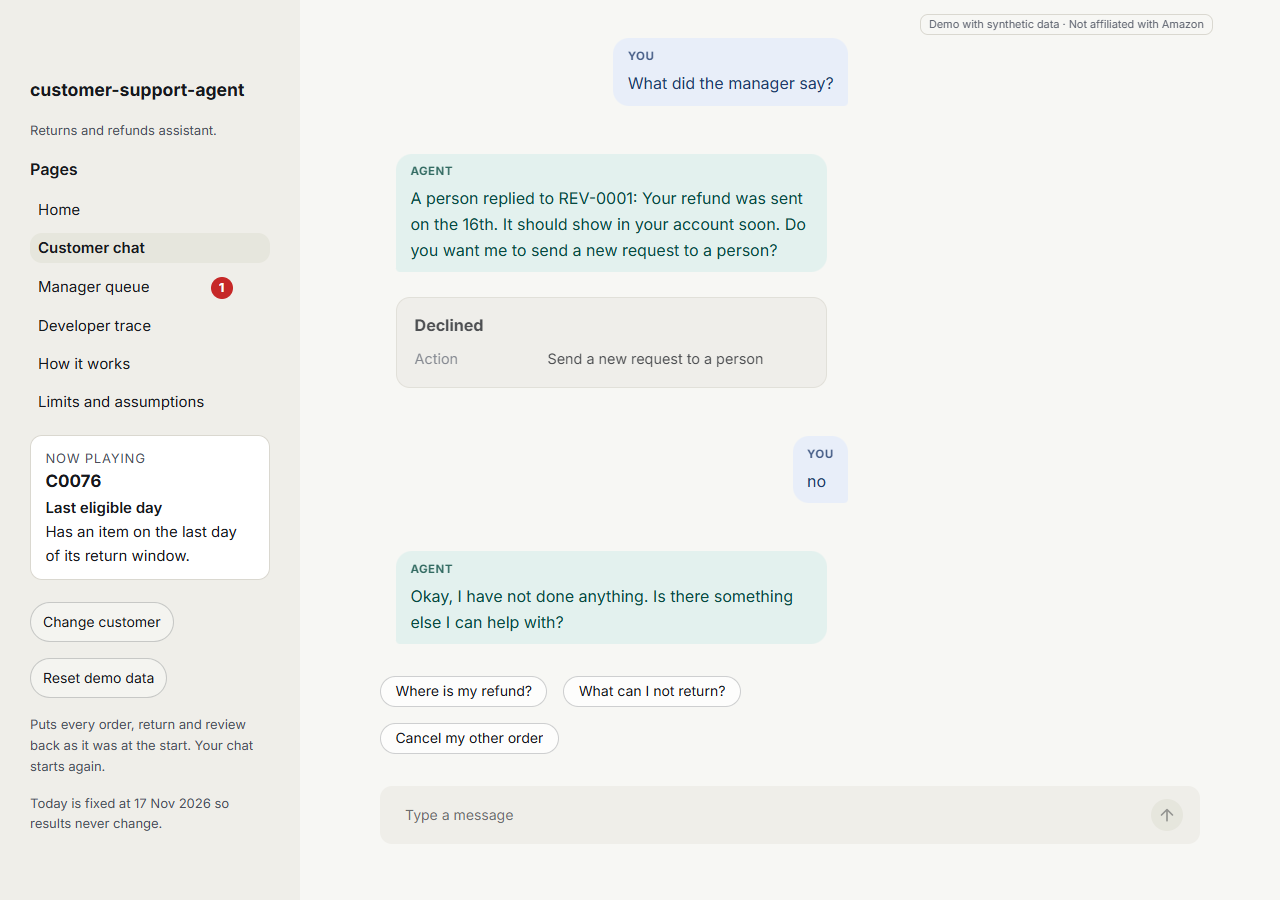 Demo with synthetic data · Not affiliated with Amazon
customer-support-agent
Returns and refunds assistant.
Pages
Home
Customer chat
Manager queue
1
Developer trace
How it works
Limits and assumptions
NOW PLAYING
C0076
Last eligible day
Has an item on the last day
of its return window.
Change customer
Reset demo data
Puts every order, return and review
back as it was at the start. Your chat
starts again.
Today is fixed at 17 Nov 2026 so
results never change.
YOU
What did the manager say?
AGENT
A person replied to REV-0001: Your refund was sent
on the 16th. It should show in your account soon. Do
you want me to send a new request to a person?
Declined
Action
Send a new request to a person
YOU
no
AGENT
Okay, I have not done anything. Is there something
else I can help with?
Where is my refund?
What can I not return?
Cancel my other order
Type a message